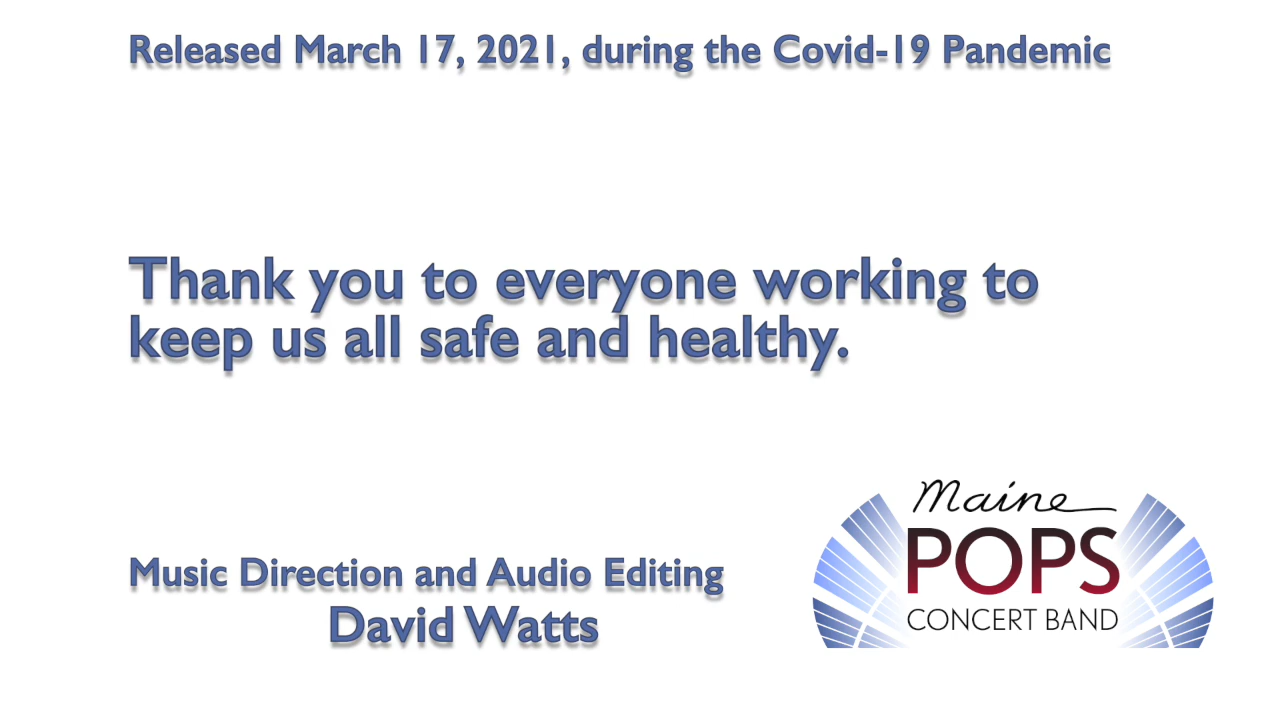 Released March 17, 2021, during the Covid-19 Pandemic
Thank you to everyone working to
keep us all safe and healthy.
Music Direction and Audio Editing
David Watts
Maine
POPS
CONCERT BAND